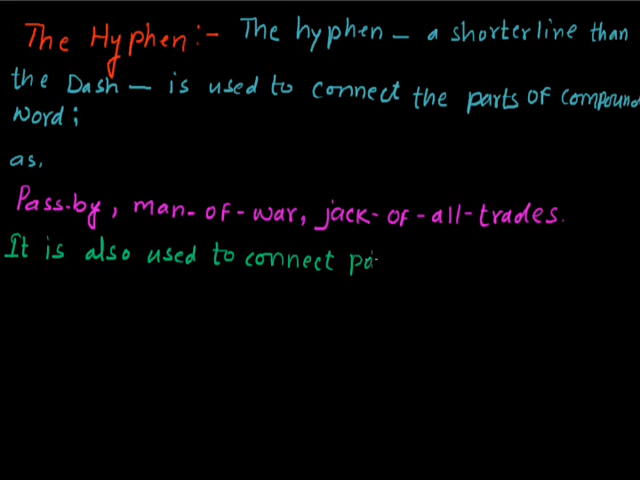 The Hyphen:- The hyphen — a shorter line than
the Dash — is used to connect the parts of compound
word;
as,
Pass-by, man-of-war, jack-of-all-trades.
It is also used to connect pa